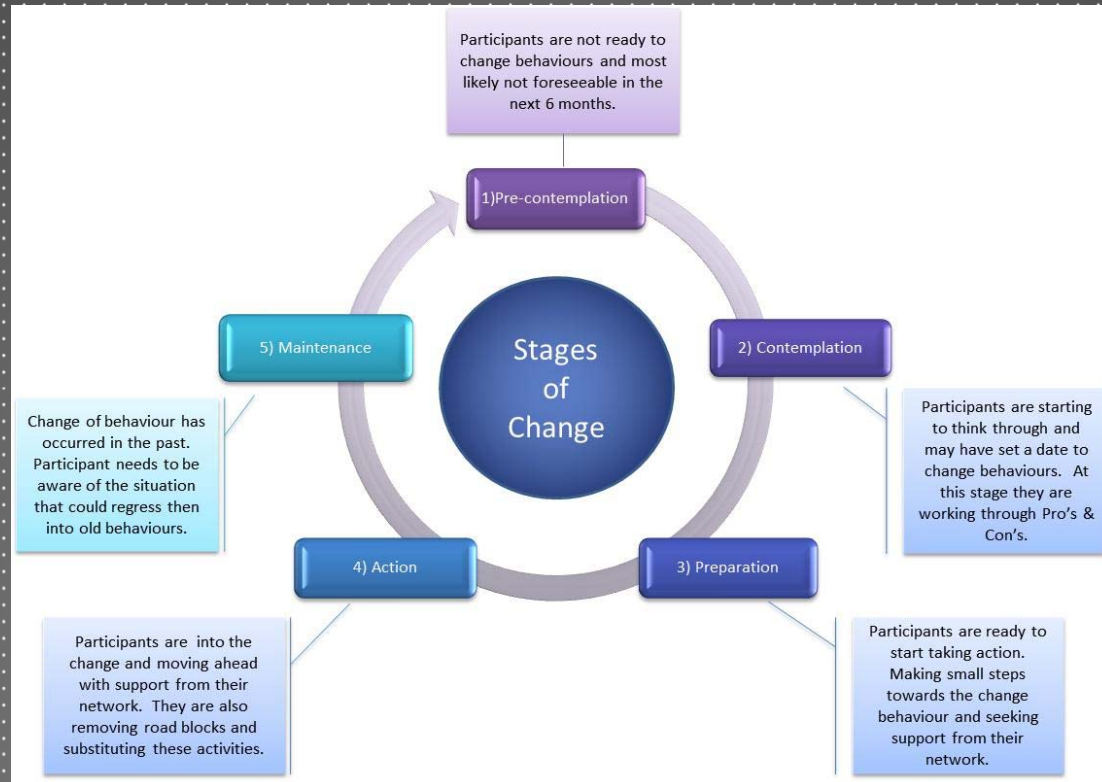 Participants are not ready to
change behaviours and most
likely not foreseeable in the
next 6 months.
1)Pre-contemplation
Stages
of
Change
2) Contemplation
Participants are starting
to think through and
may have set a date to
change behaviours. At
this stage they are
working through Pro's &
Con's.
3) Preparation
Participants are ready to
start taking action.
Making small steps
towards the change
behaviour and seeking
support from their
network.
4) Action
Participants are into the
change and moving ahead
with support from their
network. They are also
removing road blocks and
substituting these activities.
5) Maintenance
Change of behaviour has
occurred in the past.
Participant needs to be
aware of the situation
that could regress then
into old behaviours.